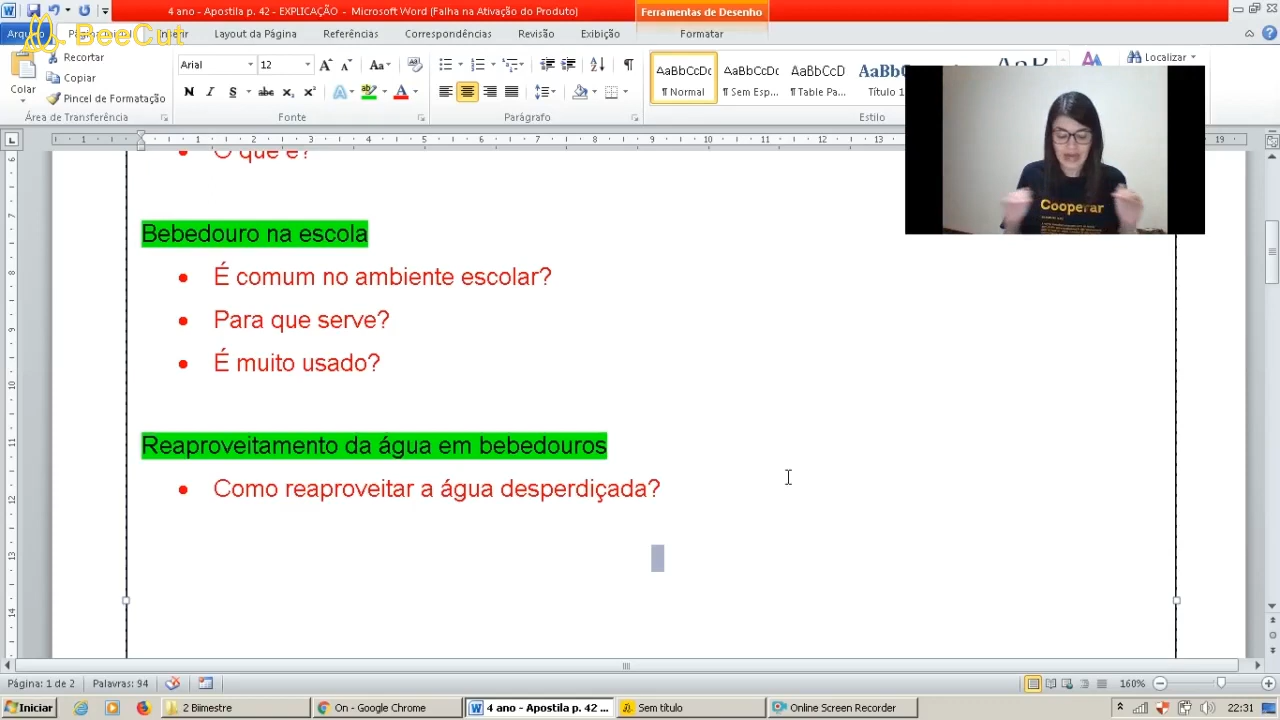 4 ano - Apostila p. 42 - EXPLICAÇÃO - Microsoft Word (Falha na Ativação do Produto)
Ferramentas de Desenho
BeeCut
Layout da Página
Referências
Correspondências
Revisão
Exibição
Formatar
Recortar
Copiar
Pincel de Formatação
Colar
Área de Transferência
Arial
12
Fonte
Parágrafo
AaBbCcDc
¶ Normal
AaBbCcDc
¶ Sem Esp...
AaBbCcD
¶ Table Pa...
Título 1
Localizar
Estilo
Cooperar
Bebedouro na escola
• É comum no ambiente escolar?
• Para que serve?
• É muito usado?
Reaproveitamento da água em bebedouros
• Como reaproveitar a água desperdiçada?
Página: 1 de 2
Palavras: 94
160%
Iniciar
2 Bimestre
On - Google Chrome
4 ano - Apostila p. 42 ...
Sem título
Online Screen Recorder
22:31